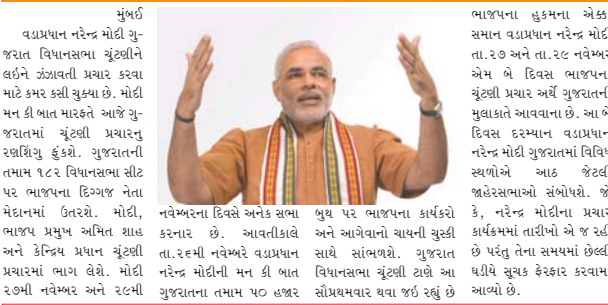 મુંબઈ
વડાપ્રધાન નરેન્દ્ર મોદી ગુ-
જરાત વિધાનસભા ચૂંટણીને
લઇને ઝંઝાવતી પ્રચાર કરવા
માટે કમર કસી ચુક્યા છે. મોદી
મન કી બાત મારફતે આજે ગુ-
જરાતમાં ચૂંટણી પ્રચારનુ
રણશિંગુ ફુંકશે. ગુજરાતની
તમામ ૧૮૨ વિધાનસભા સીટ
પર ભાજપના દિગ્ગજ નેતા
મેદાનમાં ઉતરશે. મોદી,
ભાજપ પ્રમુખ અમિત શાહ
અને કેન્દ્રિય પ્રધાન ચૂંટણી
પ્રચારમાં ભાગ લેશે. મોદી
૨૭મી નવેમ્બર અને ૨૯મી
નવેમ્બરના દિવસે અનેક સભા
કરનાર છે. આવતીકાલે
તા.૨૬મી નવેમ્બરે વડાપ્રધાન
નરેન્દ્ર મોદીની મન કી બાત
ગુજરાતના તમામ ૫૦ હજાર
બુથ પર ભાજપના કાર્યકરો
અને આગેવાનો ચાયની ચુસ્કી
સાથે સાંભળશે. ગુજરાત
વિધાનસભા ચૂંટણી ટાણે આ
સૌપ્રથમવાર થવા જઇ રહ્યું છે
ભાજપના હુકમના એક્ક
સમાન વડાપ્રધાન નરેન્દ્ર મોદી
તા.૨૭ અને તા.૨૯ નવેમ્બર
એમ બે દિવસ ભાજપના
ચૂંટણી પ્રચાર અર્થે ગુજરાતની
મુલાકાતે આવવાના છે. આ બે
દિવસ દરમ્યાન વડાપ્રધાન
નરેન્દ્ર મોદી ગુજરાતમાં વિવિધ
સ્થળોએ આઠ જેટલી
જાહેરસભાઓ સંબોધશે. જો
કે, નરેન્દ્ર મોદીના પ્રચાર
કાર્યક્રમમાં તારીખો એ જ રહી
છે પરંતુ તેના સમયમાં છેલ્લી
ઘડીયે સૂચક ફેરફાર કરવામ
આવ્યો છે.